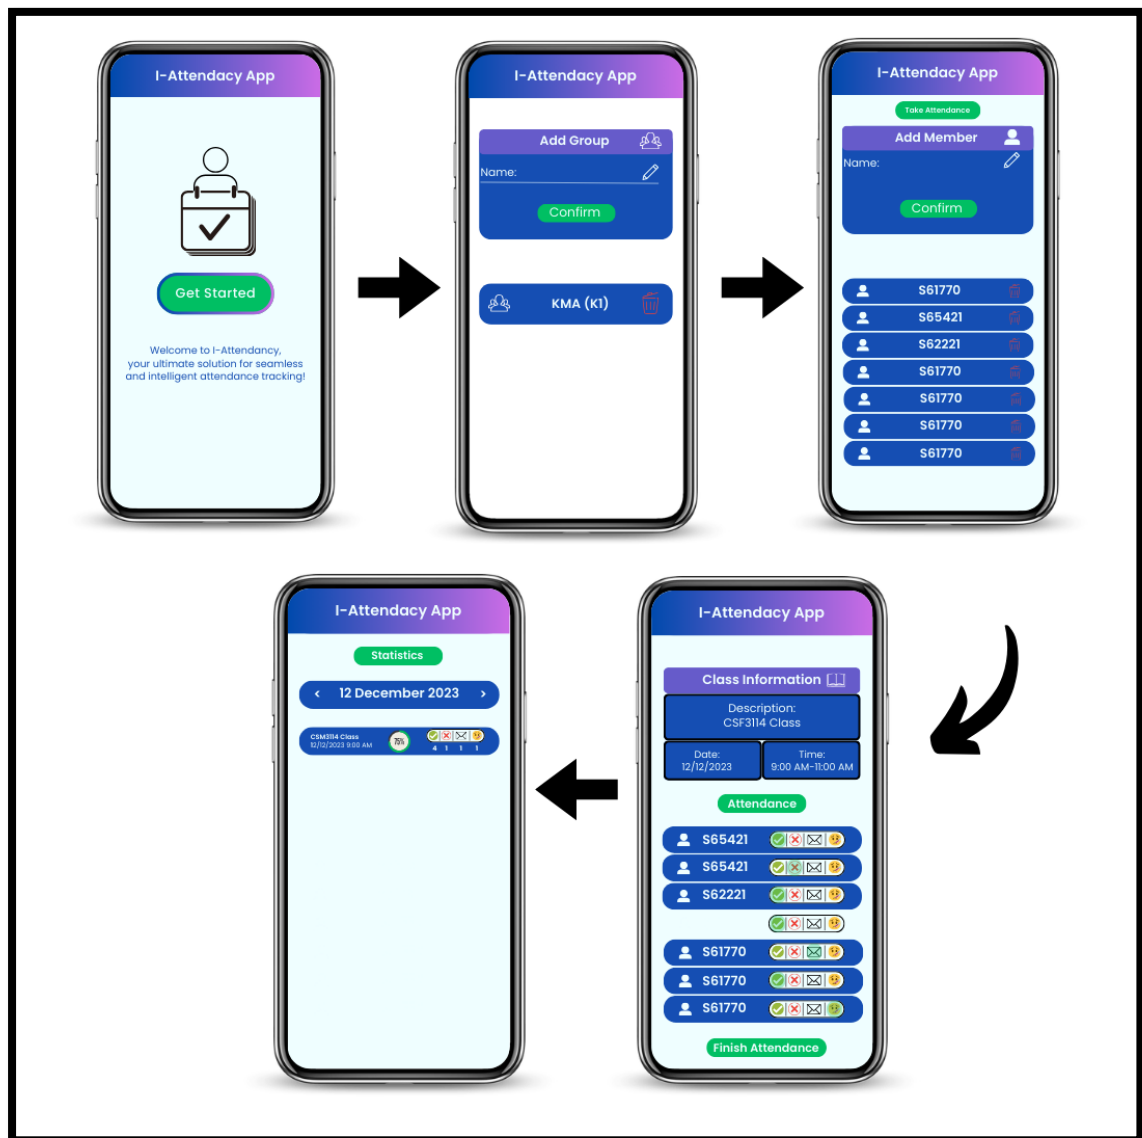 I-Attendacy App
Get Started
Welcome to I-Attendancy,
your ultimate solution for seamless
and intelligent attendance tracking!
I-Attendacy App
Add Group
Name:
Confirm
KMA (K1)
I-Attendacy App
Take Attendance
Add Member
Name:
Confirm
S61770
S65421
S62221
S61770
S61770
S61770
S61770
I-Attendacy App
Class Information
Description:
CSF3114 Class
Date:
12/12/2023
Time:
9:00 AM-11:00 AM
Attendance
S65421
S65421
S62221
S61770
S61770
S61770
Finish Attendance
I-Attendacy App
Statistics
< 12 December 2023 >
CSM3114 Class
12/12/2023 9:00 AM
75%
4 1 1 1